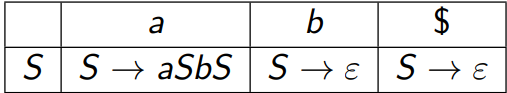 a b $
S S → aSbS S → ε S → ε